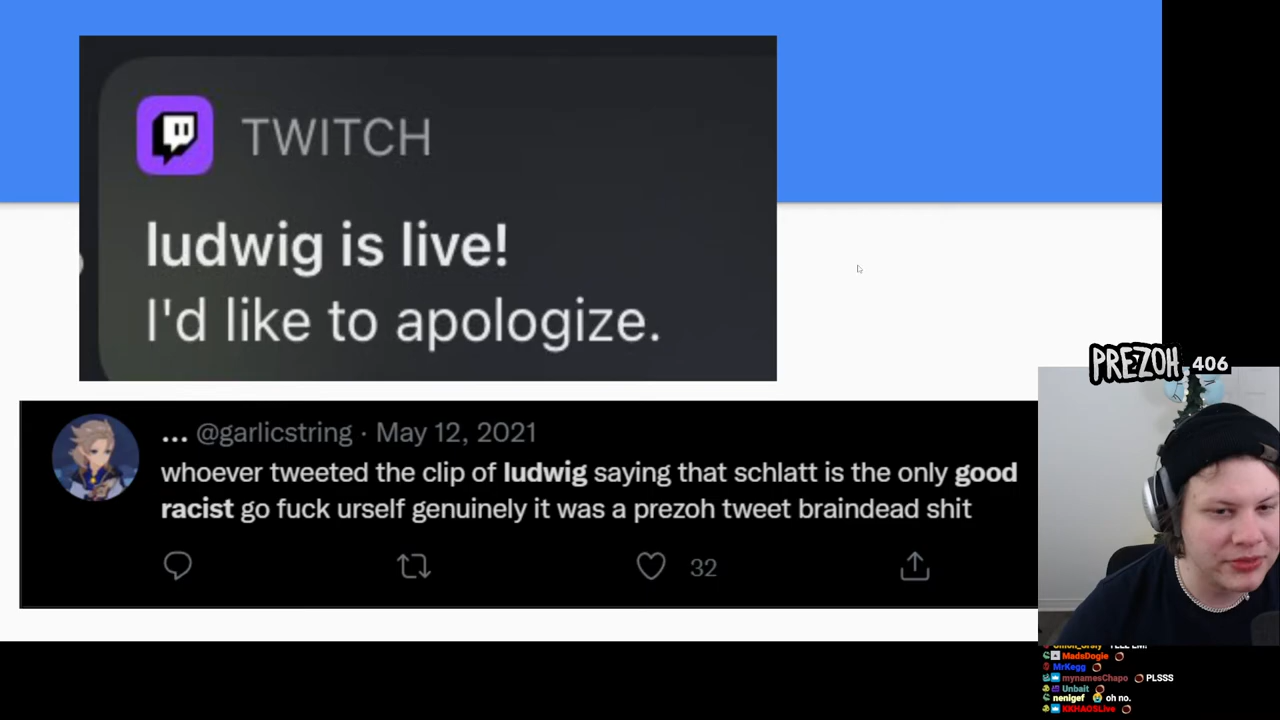 TWITCH
ludwig is live!
I'd like to apologize.
... @garlicstring · May 12, 2021
whoever tweeted the clip of ludwig saying that schlatt is the only good
racist go fuck urself genuinely it was a prezoh tweet braindead shit
32
PREZOH 406
MadsDogie
MrKegg
mynamesChapo PLSSS
Unbait
nenigef oh no.
KKHAOSLive